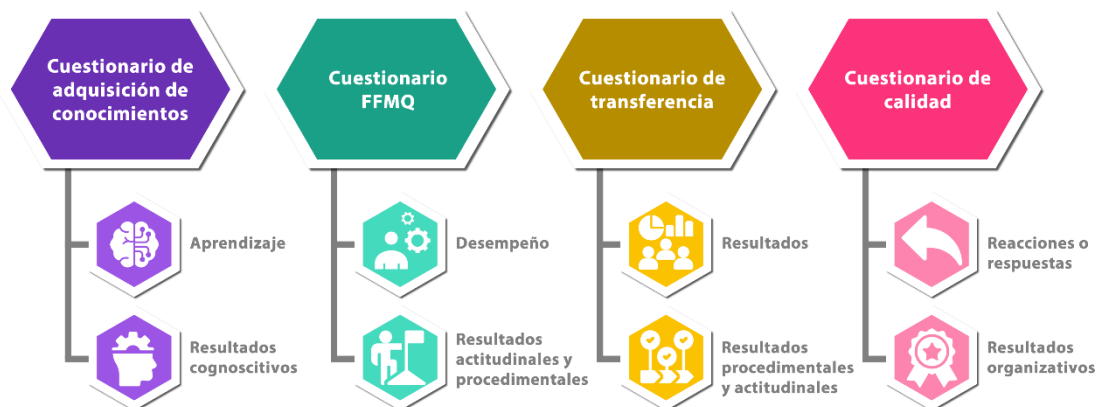 Cuestionario de
adquisición de
conocimientos
Aprendizaje
Resultados
cognoscitivos
Cuestionario
FFMQ
Desempeño
Resultados
actitudinales y
procedimentales
Cuestionario de
transferencia
Resultados
Resultados
procedimentales
y actitudinales
Cuestionario de
calidad
Reacciones o
respuestas
Resultados
organizativos